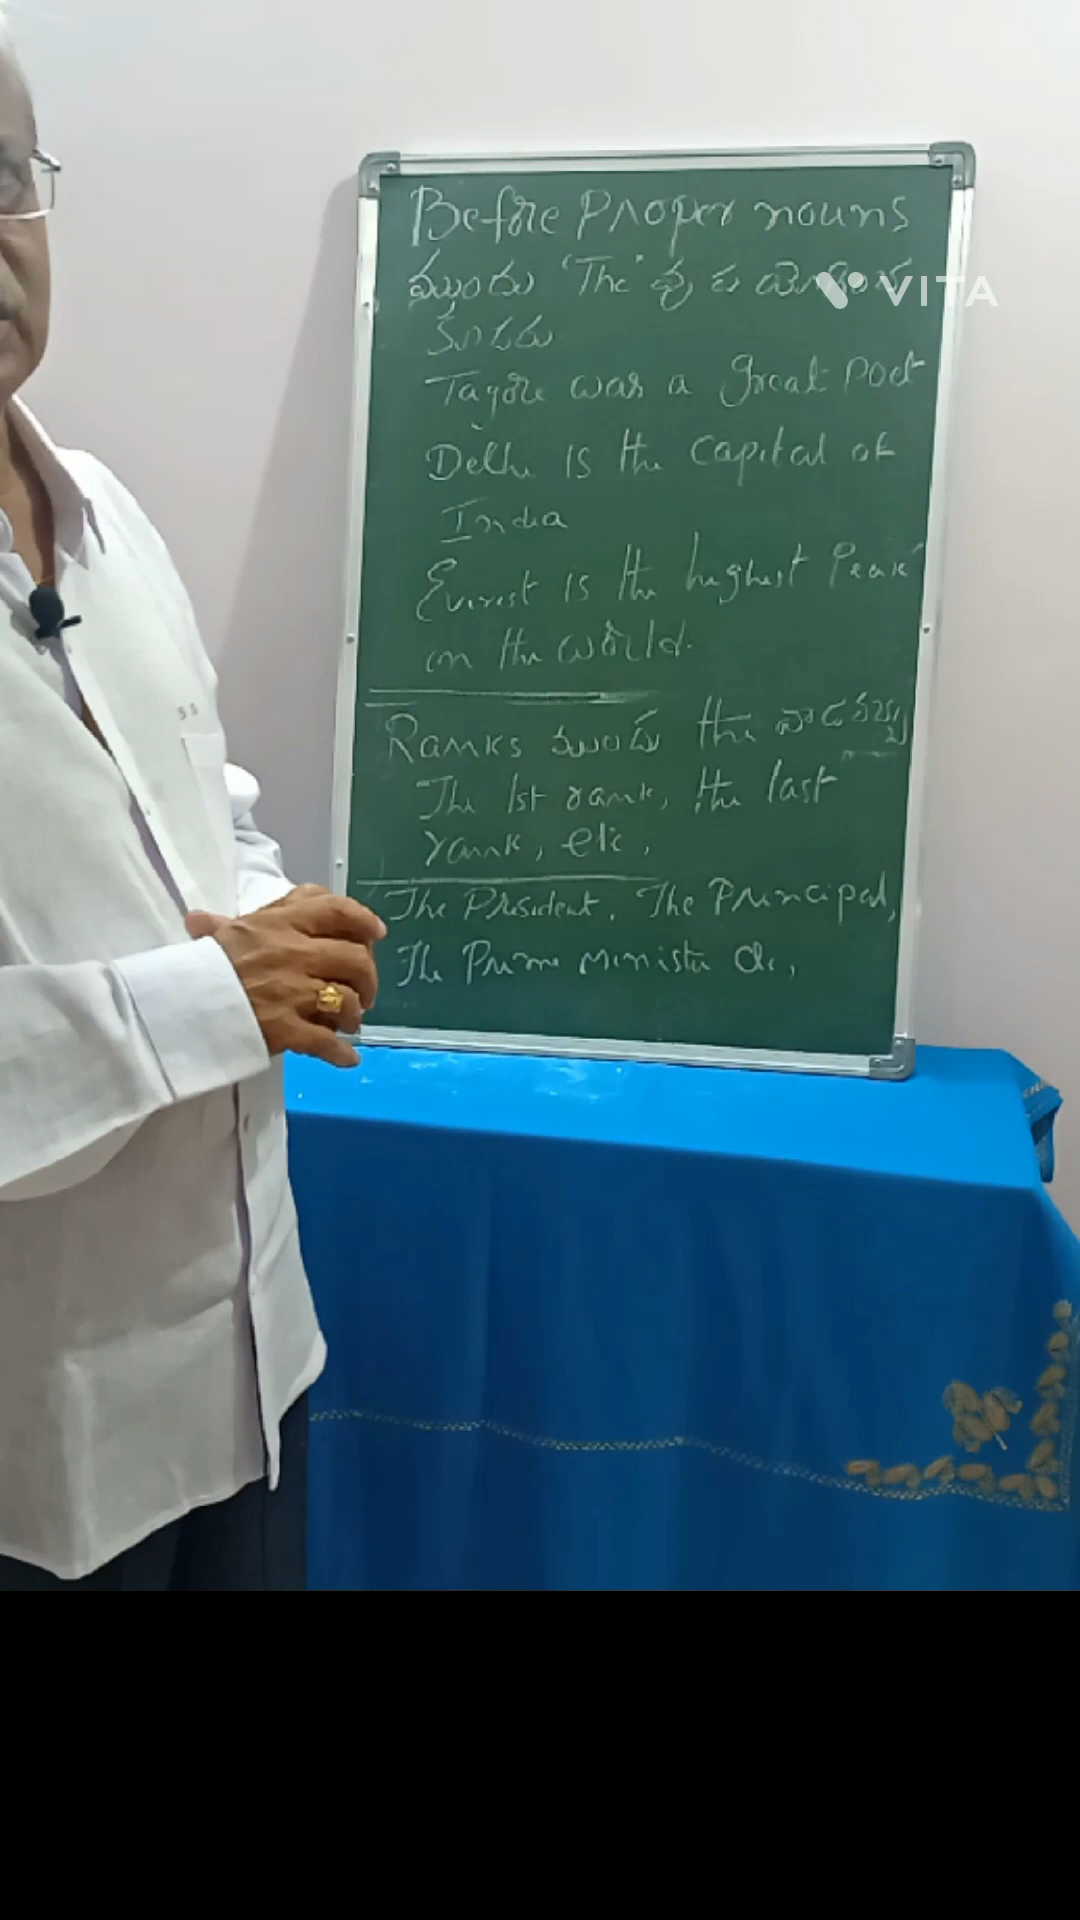 Before Proper nouns
ముందు 'The'
VITA
కూడదు
Tagore was a great Poet
Delhi is the capital of
India
Everest is the highest Peak
in the world.
Ranks ముందు the వాడవచ్చు
The 1st rank, the last
rank, etc,
The President, The Principal,
The Prime minister etc,